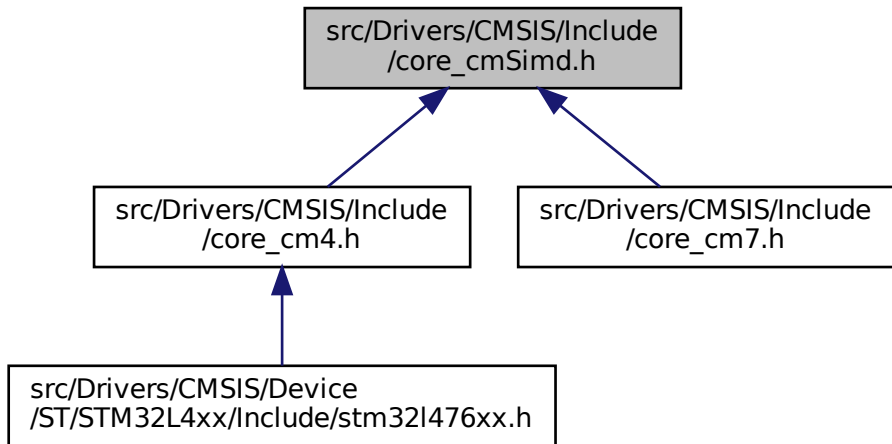 src/Drivers/CMSIS/Include
/core_cmSimd.h
src/Drivers/CMSIS/Include
/core_cm4.h
src/Drivers/CMSIS/Include
/core_cm7.h
src/Drivers/CMSIS/Device
/ST/STM32L4xx/Include/stm32l476xx.h